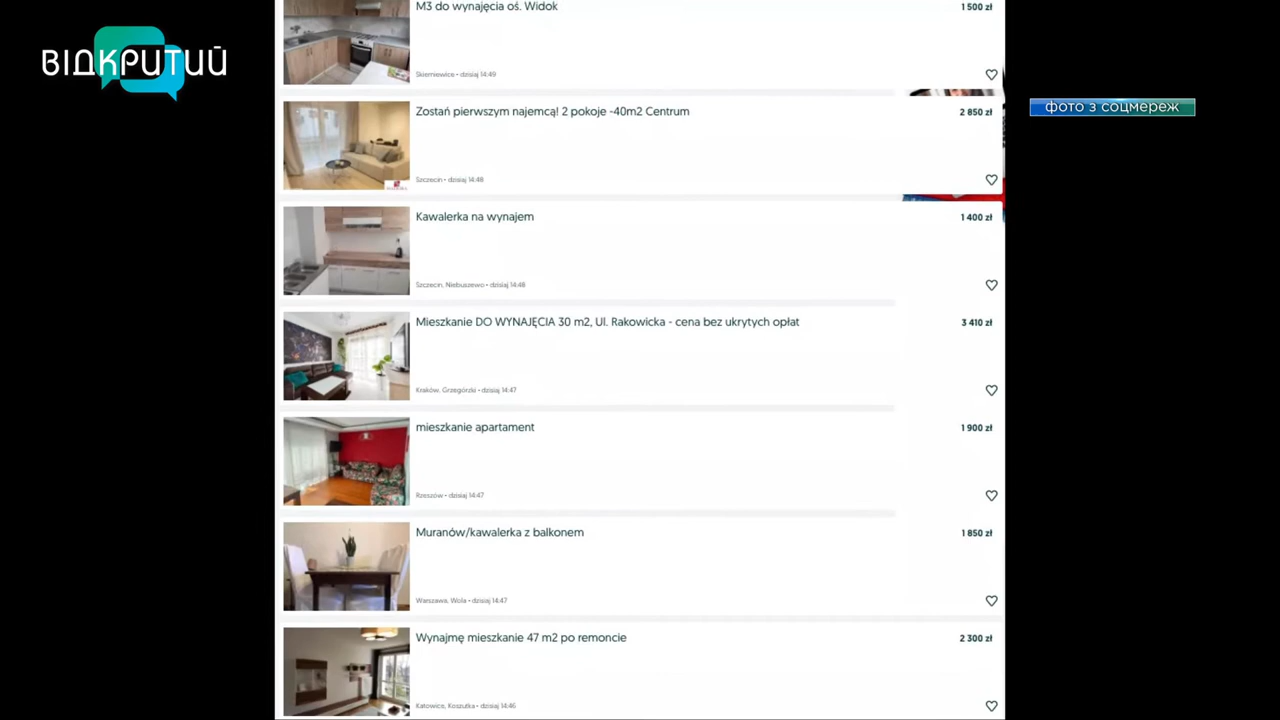 ВІДКРИТИЙ
фото з соцмереж
M3 do wynajęcia oś. Widok
1 500 zł
Skierniewice • dzisiaj 14:49
Zostań pierwszym najemcą! 2 pokoje -40m2 Centrum
2 850 zł
Szczecin • dzisiaj 14:48
Kawalerka na wynajem
1 400 zł
Szczecin, Niebuszewo • dzisiaj 14:48
Mieszkanie DO WYNAJĘCIA 30 m2, Ul. Rakowicka - cena bez ukrytych opłat
3 410 zł
Kraków, Grzegórzki • dzisiaj 14:47
mieszkanie apartament
1 900 zł
Rzeszów • dzisiaj 14:47
Muranów/kawalerka z balkonem
1 850 zł
Warszawa, Wola • dzisiaj 14:47
Wynajmę mieszkanie 47 m2 po remoncie
2 300 zł
Katowice, Koszutka • dzisiaj 14:46